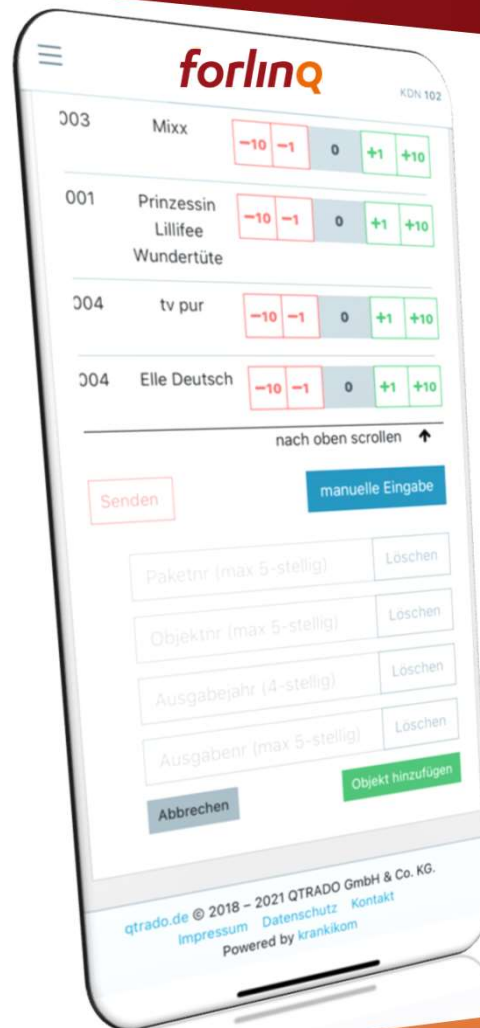 forlınQ
KDN 102
003 Mixx −10 −1 0 +1 +10
001 Prinzessin −10 −1 0 +1 +10
Lillifee
Wundertüte
004 tv pur −10 −1 0 +1 +10
004 Elle Deutsch −10 −1 0 +1 +10
nach oben scrollen
Senden manuelle Eingabe
Paketnr (max 5-stellig) Löschen
Objektnr (max 5-stellig) Löschen
Ausgabejahr (4-stellig) Löschen
Ausgabenr (max 5-stellig) Löschen
Abbrechen Objekt hinzufügen
qtrado.de © 2018 – 2021 QTRADO GmbH & Co. KG.
Impressum Datenschutz Kontakt
Powered by krankikom